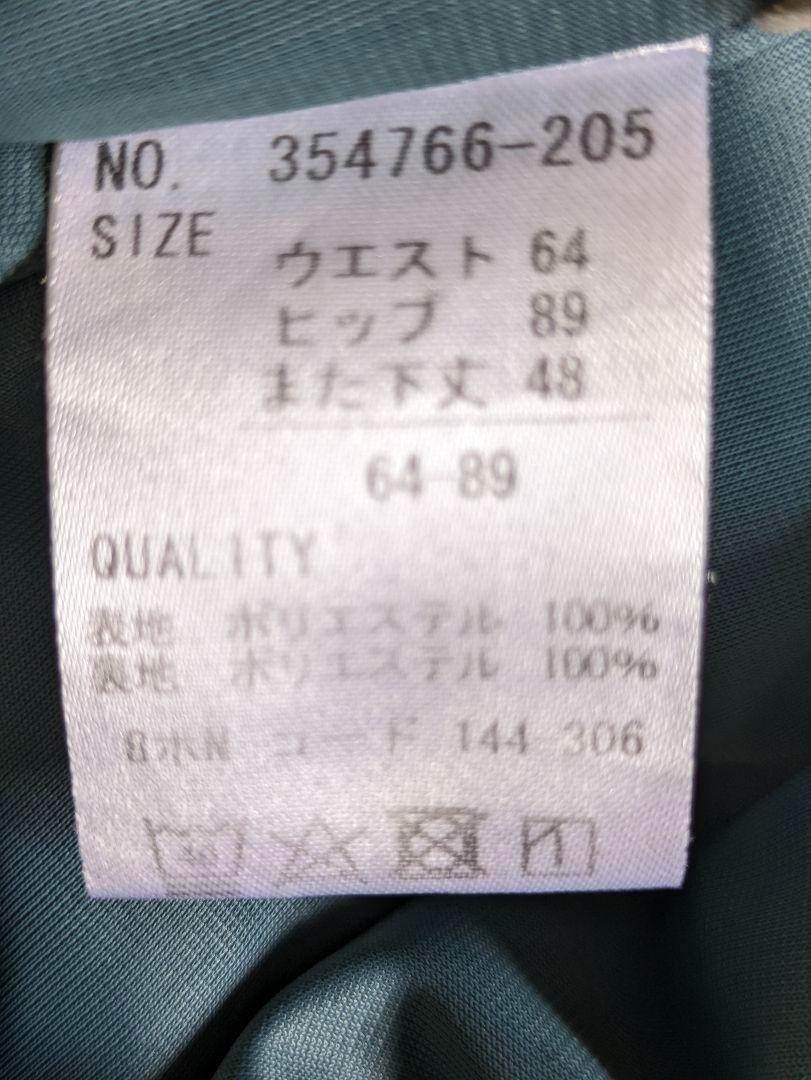 NO. 354766-205
SIZE
ウエスト 64
ヒップ 89
また下丈 48
64-89
QUALITY
表地 ポリエステル 100%
裏地 ポリエステル 100%
コード 144-306